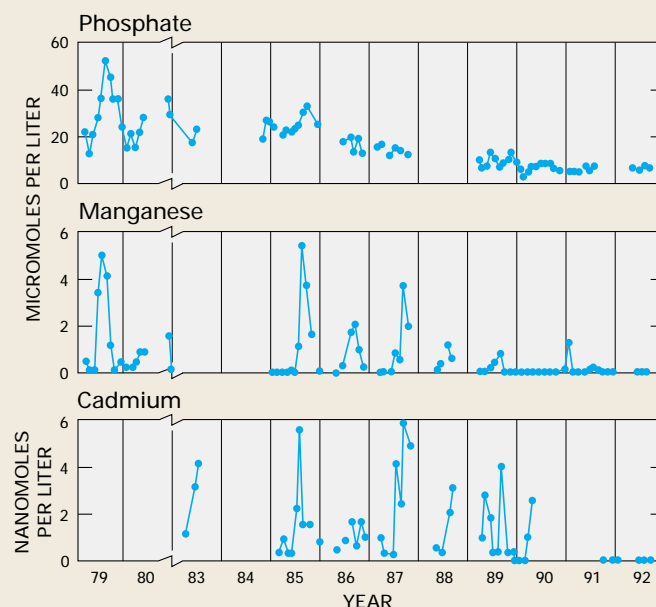 Phosphate
60
40
20
0
MICROMOLES PER LITER
Manganese
6
4
2
0
Cadmium
6
4
2
0
NANOMOLES
PER LITER
79 80 83 84 85 86 87 88 89 90 91 92
YEAR